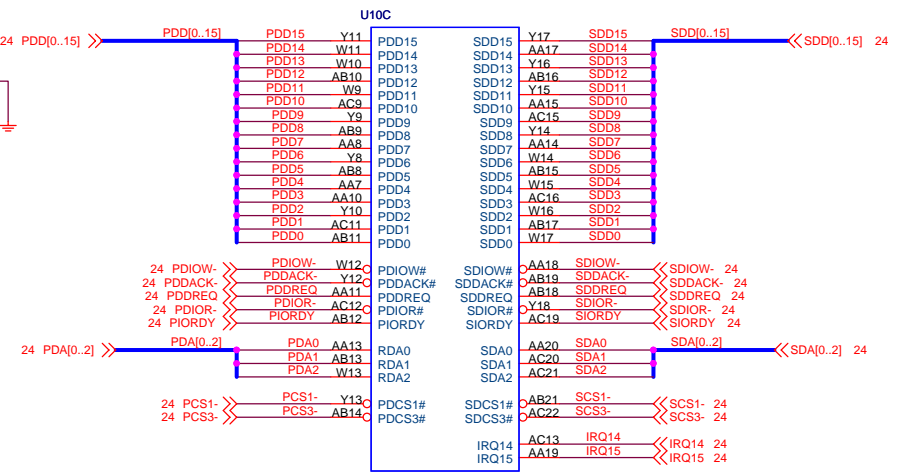 U10C
24 PDD[0..15] PDD[0..15] PDD15 Y11 PDD15 SDD15 Y17 SDD15 SDD[0..15] SDD[0..15] 24
PDD14 W11 PDD14 SDD14 AA17 SDD14
PDD13 W10 PDD13 SDD13 Y16 SDD13
PDD12 AB10 PDD12 SDD12 AB16 SDD12
PDD11 W9 PDD11 SDD11 Y15 SDD11
PDD10 AC9 PDD10 SDD10 AA15 SDD10
PDD9 Y9 PDD9 SDD9 AC15 SDD9
PDD8 AB9 PDD8 SDD8 Y14 SDD8
PDD7 AA8 PDD7 SDD7 AA14 SDD7
PDD6 Y8 PDD6 SDD6 W14 SDD6
PDD5 AB8 PDD5 SDD5 AB15 SDD5
PDD4 AA7 PDD4 SDD4 W15 SDD4
PDD3 AA10 PDD3 SDD3 AC16 SDD3
PDD2 Y10 PDD2 SDD2 W16 SDD2
PDD1 AC11 PDD1 SDD1 AB17 SDD1
PDD0 AB11 PDD0 SDD0 W17 SDD0
24 PDIOW- PDIOW- W12 PDIOW# SDIOW# AA18 SDIOW- SDIOW- 24
24 PDDACK- PDDACK- Y12 PDDACK# SDDACK# AB19 SDDACK- SDDACK- 24
24 PDDREQ PDDREQ AA11 PDDREQ SDDREQ AB18 SDDREQ SDDREQ 24
24 PDIOR- PDIOR- AC12 PDIOR# SDIOR# Y18 SDIOR- SDIOR- 24
24 PIORDY PIORDY AB12 PIORDY SIORDY AC19 SIORDY SIORDY 24
24 PDA[0..2] PDA[0..2] PDA0 AA13 RDA0 SDA0 AA20 SDA0 SDA[0..2] SDA[0..2] 24
PDA1 AB13 RDA1 SDA1 AC20 SDA1
PDA2 W13 RDA2 SDA2 AC21 SDA2
24 PCS1- PCS1- Y13 PDCS1# SDCS1# AB21 SCS1- SCS1- 24
24 PCS3- PCS3- AB14 PDCS3# SDCS3# AC22 SCS3- SCS3- 24
IRQ14 AC13 IRQ14 IRQ14 24
IRQ15 AA19 IRQ15 IRQ15 24